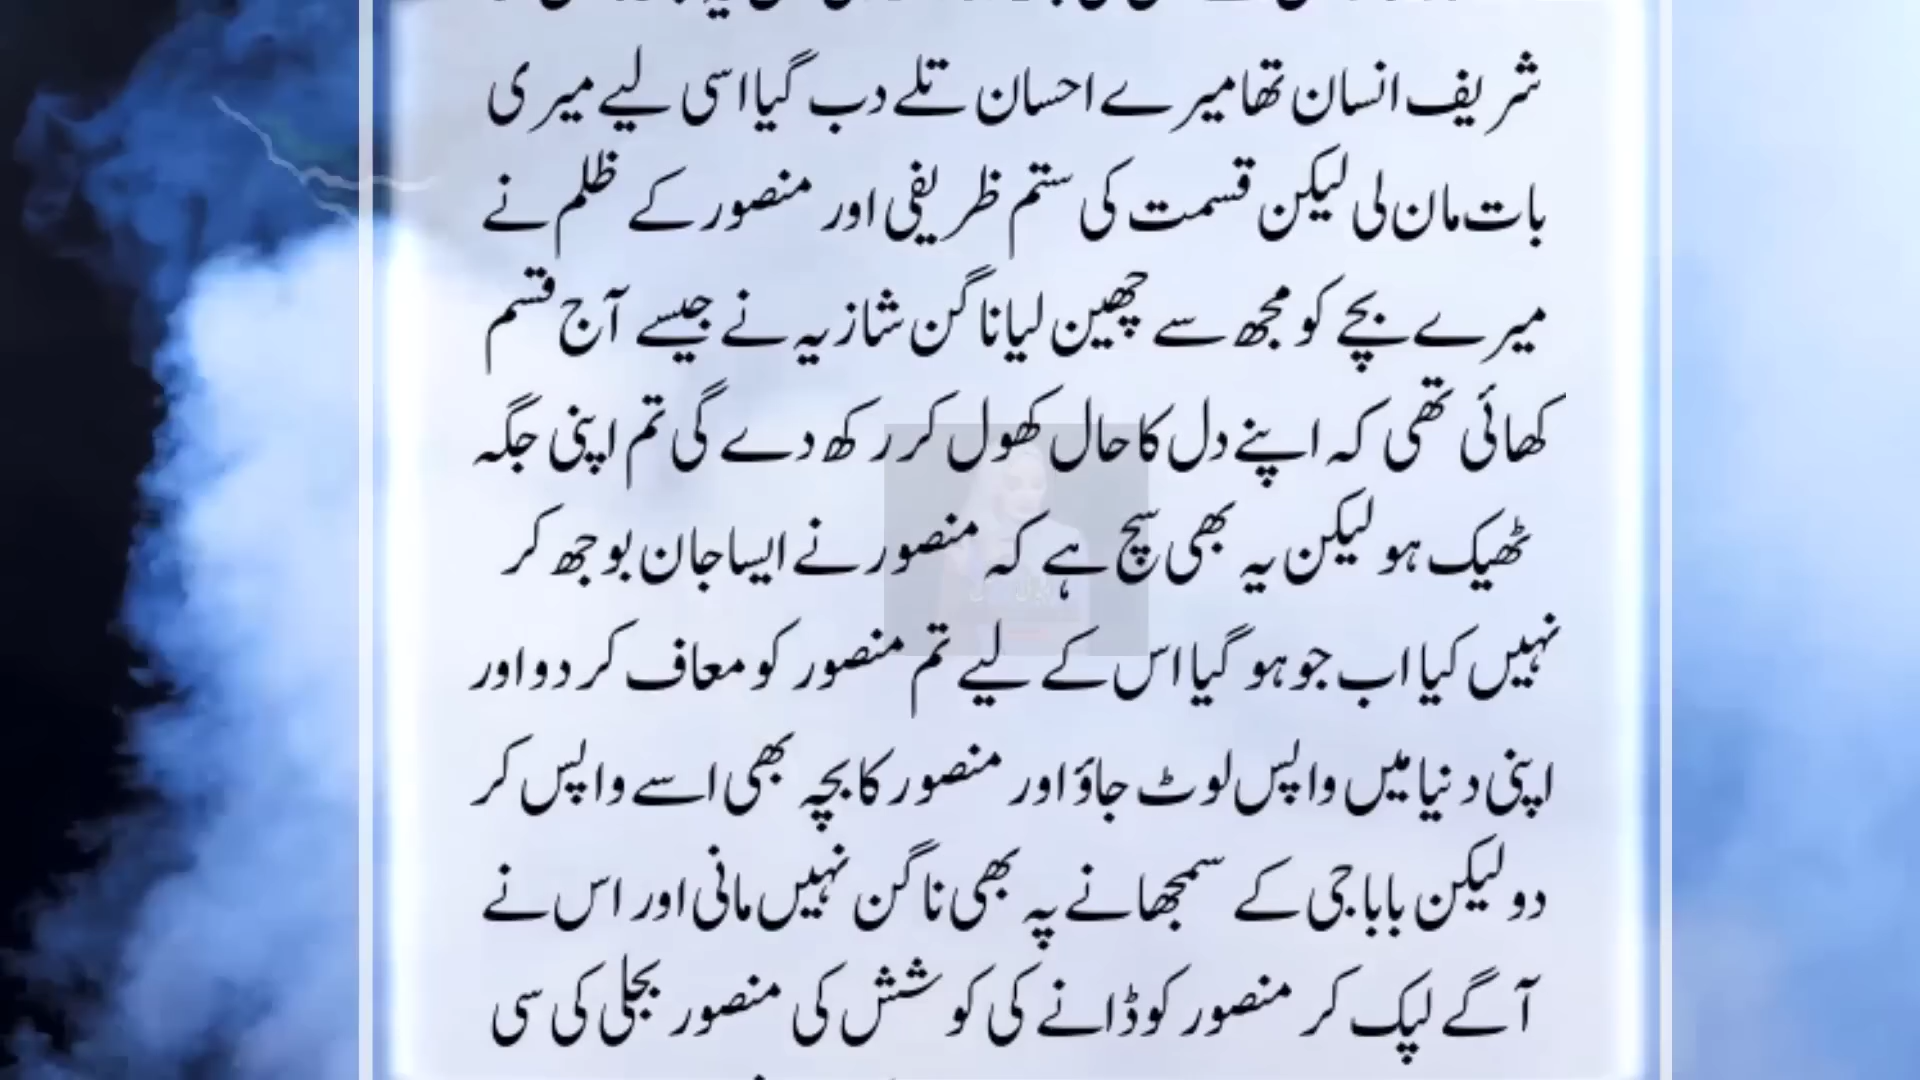 شریف انسان تھا میرے احسان تلے دب گیا اسی لیے میری
بات مان لی لیکن قسمت کی ستم ظریفی اور منصور کے ظلم نے
میرے بچے کو مجھ سے چھین لیا ناگن شازیہ نے جیسے آج قسم
کھائی تھی کہ اپنے دل کا حال کھول کر رکھ دے گی تم اپنی جگہ
ٹھیک ہو لیکن یہ بھی سچ ہے کہ منصور نے ایسا جان بوجھ کر
نہیں کیا اب جو ہو گیا اس کے لیے تم منصور کو معاف کر دو اور
اپنی دنیا میں واپس لوٹ جاؤ اور منصور کا بچہ بھی اسے واپس کر
دو لیکن بابا جی کے سمجھانے پہ بھی ناگن نہیں مانی اور اس نے
آگے لپک کر منصور کو ڈانے کی کوشش کی منصور بجلی کی سی